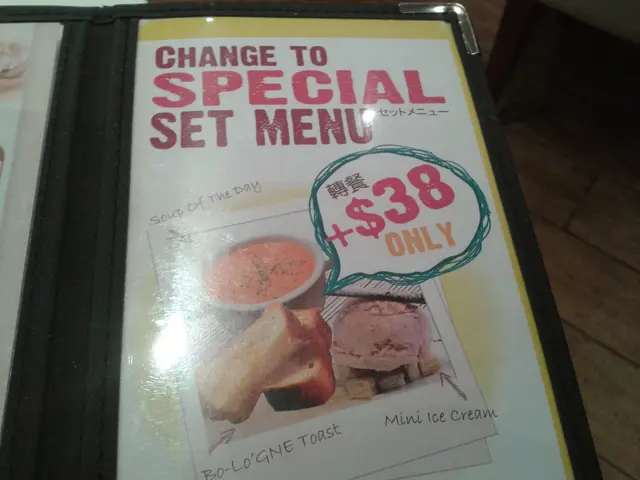 CHANGE TO
SPECIAL
SET MENU
セットメニュー
Soup Of The Day
轉餐
+$38
ONLY
Mini Ice Cream
Bo-Lo'GNE Toast